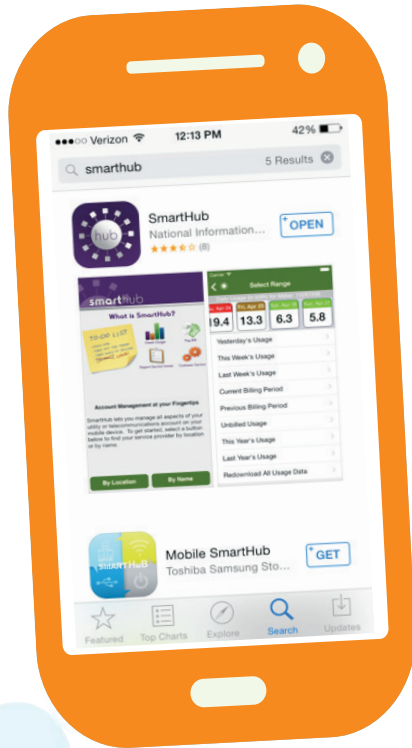 ●●●○○ Verizon 12:13 PM 42%
smarthub 5 Results
hub
SmartHub
National Information...
(8)
OPEN
smarthub
What is SmartHub?
TO-DO LIST
Account Management at your Fingertips
SmartHub lets you manage all aspects of your
utility or telecommunications account on your
mobile device. To get started, select a button
below to find your service provider by location
or by name.
By Location By Name
Select Range
19.4 13.3 6.3 5.8
Yesterday's Usage
This Week's Usage
Last Week's Usage
Current Billing Period
Previous Billing Period
Unbilled Usage
This Year's Usage
Last Year's Usage
Redownload All Usage Data
SMARTHUB
Mobile SmartHub
Toshiba Samsung Sto...
GET
Featured Top Charts Explore Search Updates